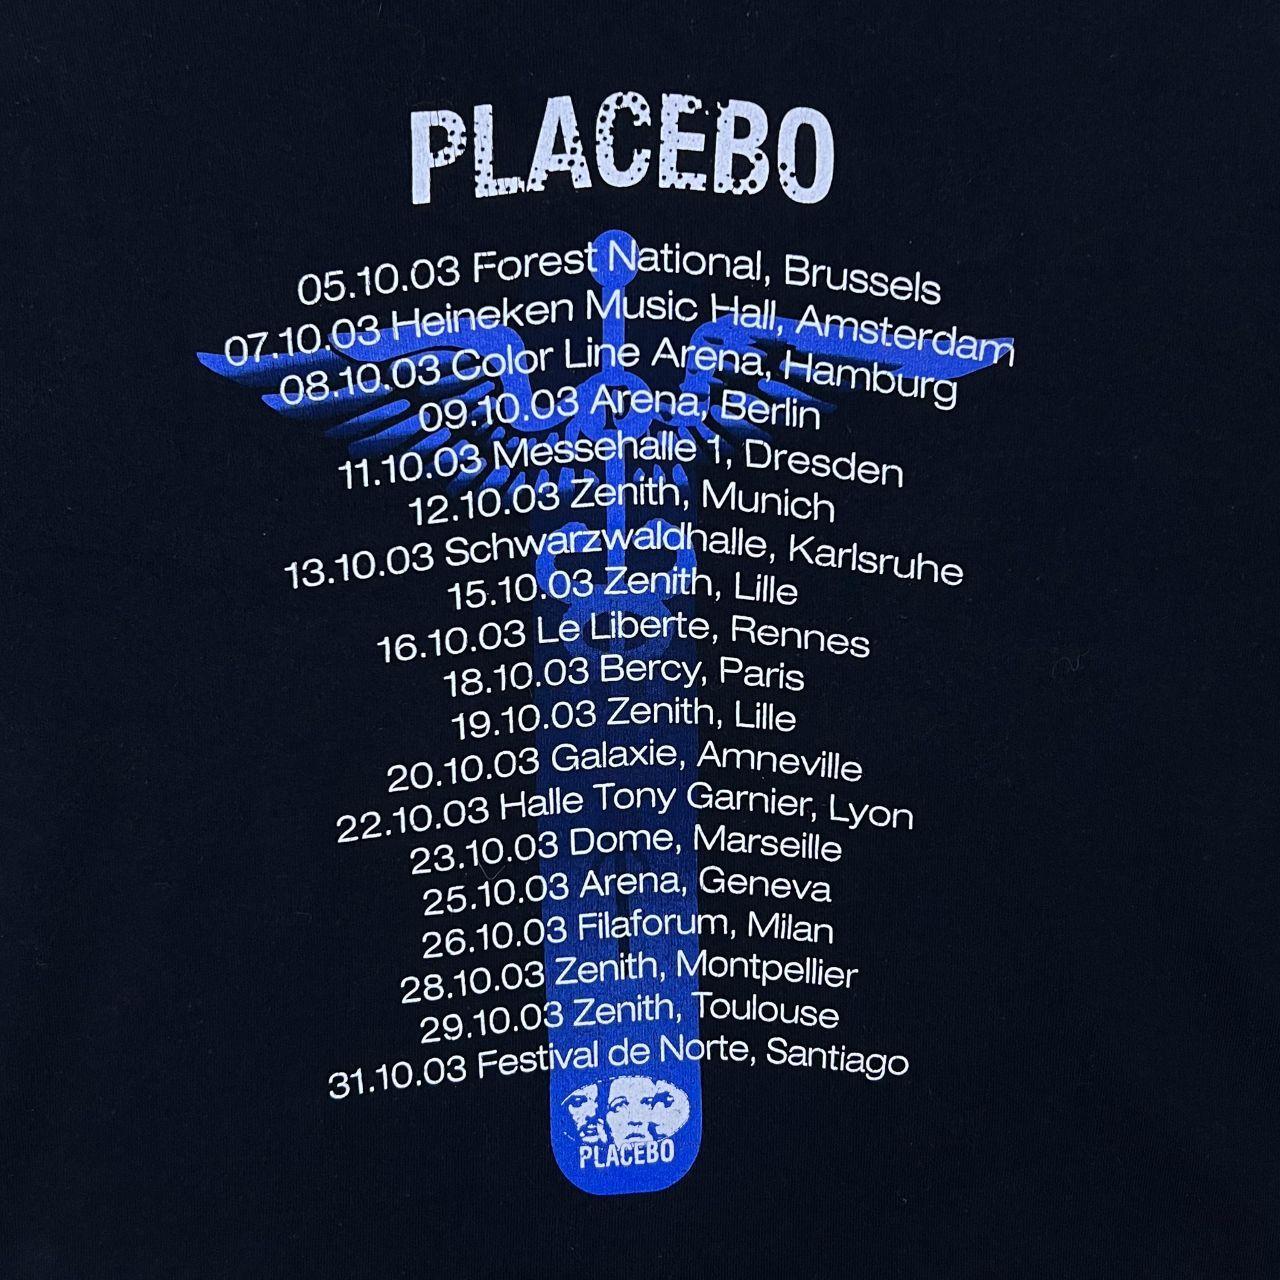 PLACEBO
05.10.03 Forest National, Brussels
07.10.03 Heineken Music Hall, Amsterdam
08.10.03 Color Line Arena, Hamburg
09.10.03 Arena, Berlin
11.10.03 Messehalle 1, Dresden
12.10.03 Zenith, Munich
13.10.03 Schwarzwaldhalle, Karlsruhe
15.10.03 Zenith, Lille
16.10.03 Le Liberte, Rennes
18.10.03 Bercy, Paris
19.10.03 Zenith, Lille
20.10.03 Galaxie, Amneville
22.10.03 Halle Tony Garnier, Lyon
23.10.03 Dome, Marseille
25.10.03 Arena, Geneva
26.10.03 Filaforum, Milan
28.10.03 Zenith, Montpellier
29.10.03 Zenith, Toulouse
31.10.03 Festival de Norte, Santiago
PLACEBO